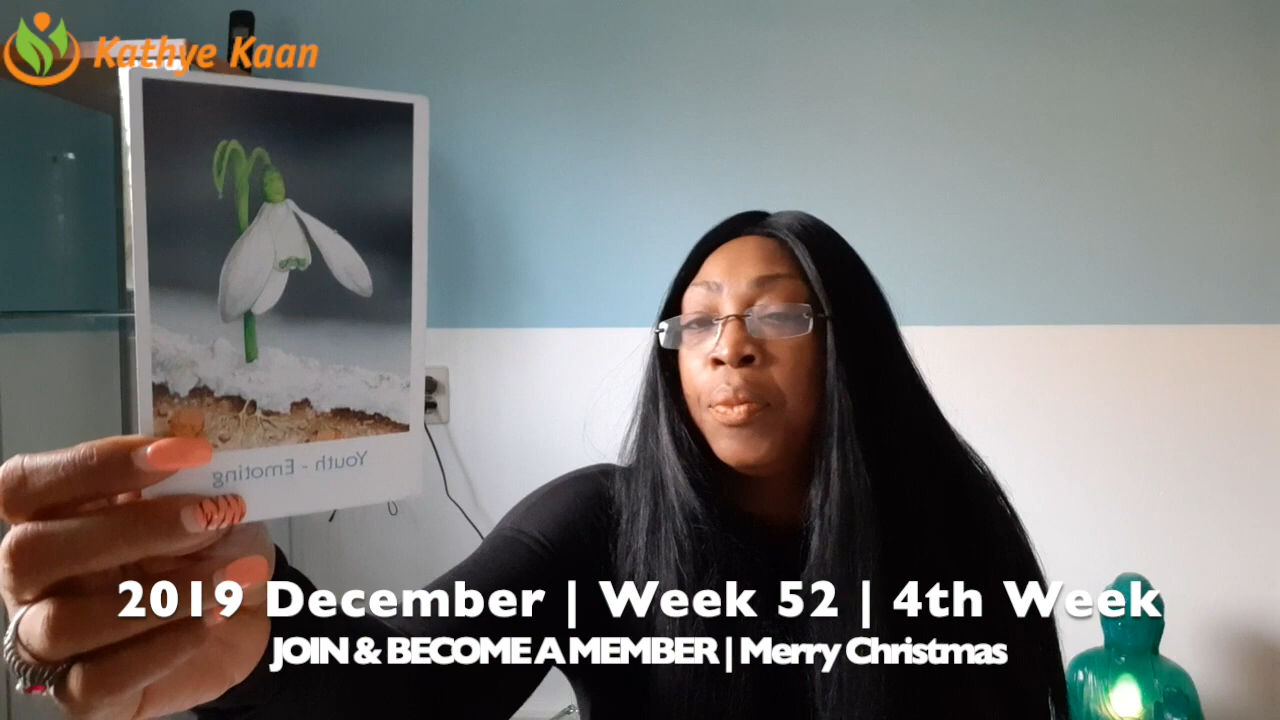 Kathye Kaan
Youth - Emoting
2019 December | Week 52 | 4th Week
JOIN & BECOME A MEMBER | Merry Christmas